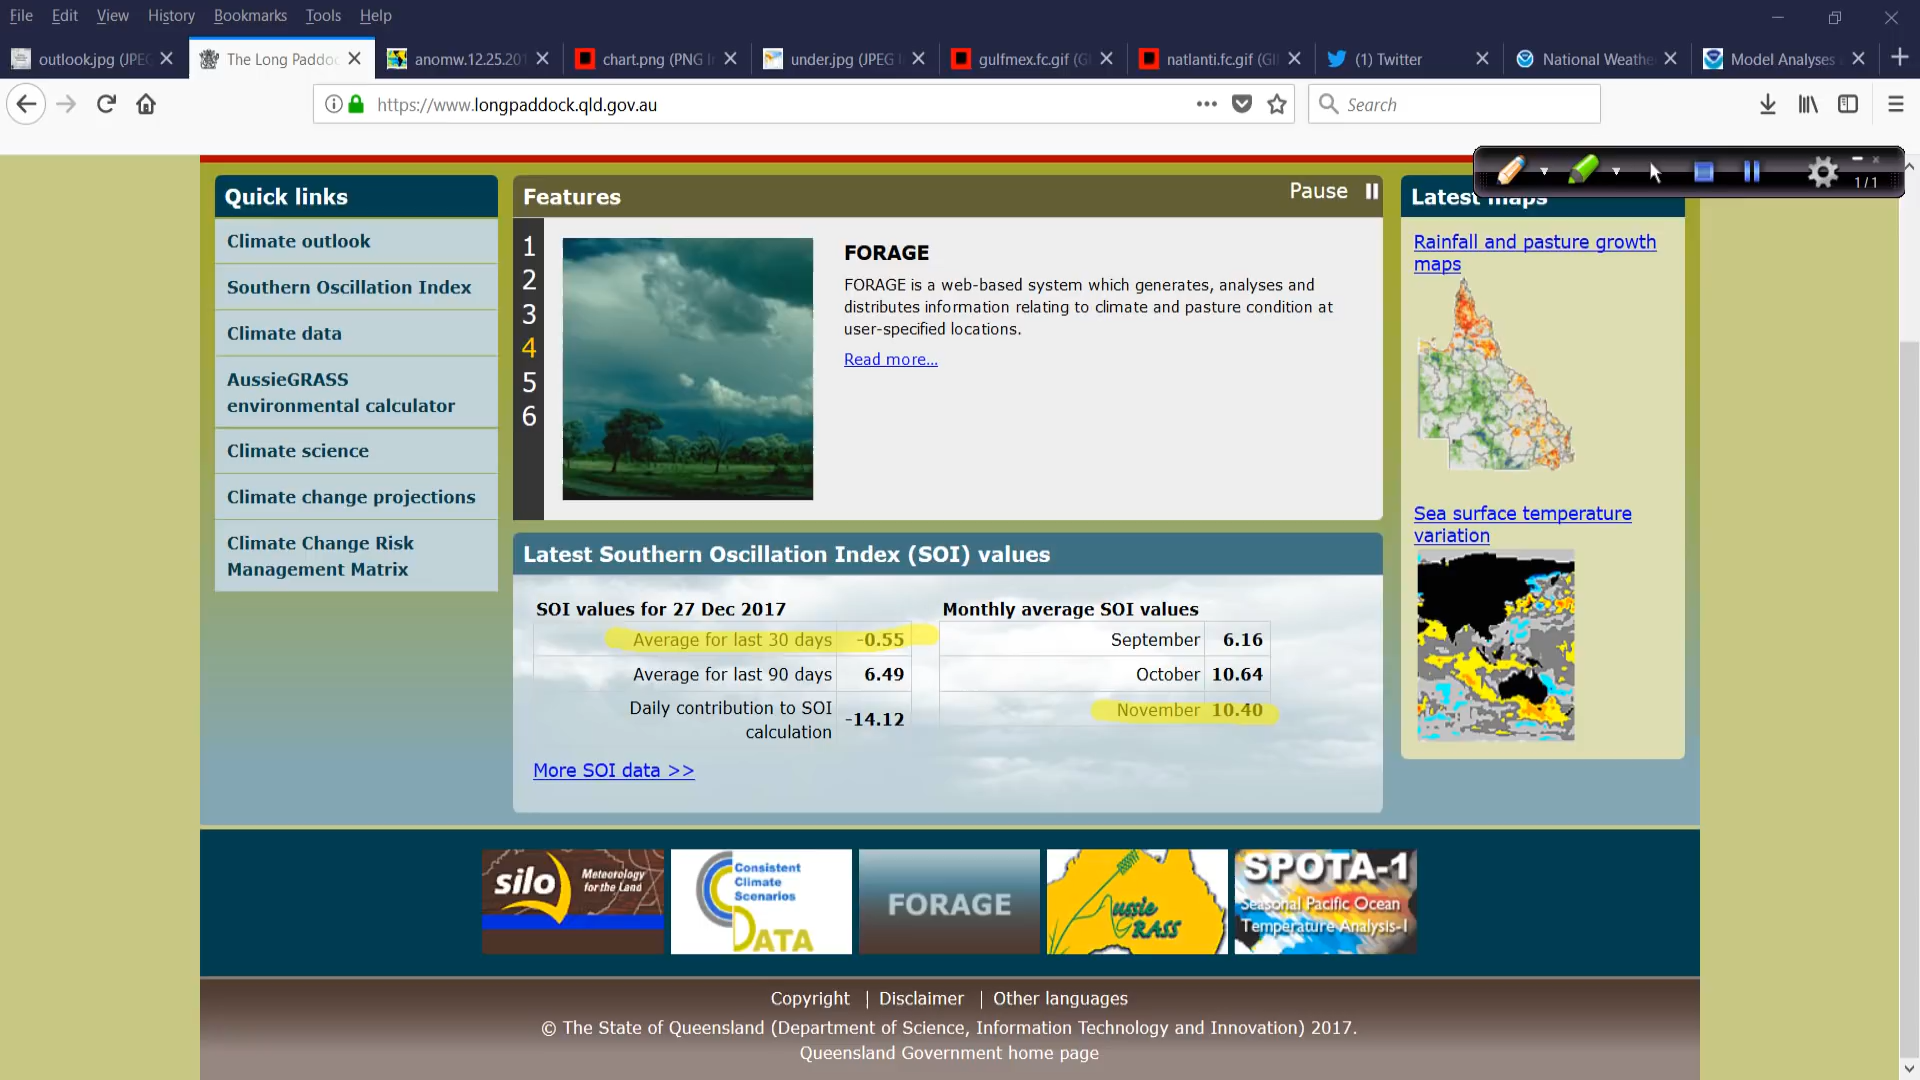 File Edit View History Bookmarks Tools Help
outlook.jpg (JPEG
The Long Paddoc
anomw.12.25.201
chart.png (PNG I
under.jpg (JPEG I
gulfmex.fc.gif (GI
natlanti.fc.gif (GIF
(1) Twitter
National Weathe
Model Analyses
https://www.longpaddock.qld.gov.au
Search
1/1
Quick links
Climate outlook
Southern Oscillation Index
Climate data
AussieGRASS
environmental calculator
Climate science
Climate change projections
Climate Change Risk
Management Matrix
Features
Pause
1
2
3
4
5
6
FORAGE
FORAGE is a web-based system which generates, analyses and
distributes information relating to climate and pasture condition at
user-specified locations.
Read more...
Latest Southern Oscillation Index (SOI) values
SOI values for 27 Dec 2017
Average for last 30 days -0.55
Average for last 90 days 6.49
Daily contribution to SOI
calculation -14.12
Monthly average SOI values
September 6.16
October 10.64
November 10.40
More SOI data >>
Latest maps
Rainfall and pasture growth
maps
Sea surface temperature
variation
silo Meteorology
for the Land
Consistent
Climate
Scenarios
DATA
FORAGE
Aussie
GRASS
SPOTA-1
Seasonal Pacific Ocean
Temperature Analysis-1
Copyright | Disclaimer | Other languages
© The State of Queensland (Department of Science, Information Technology and Innovation) 2017.
Queensland Government home page